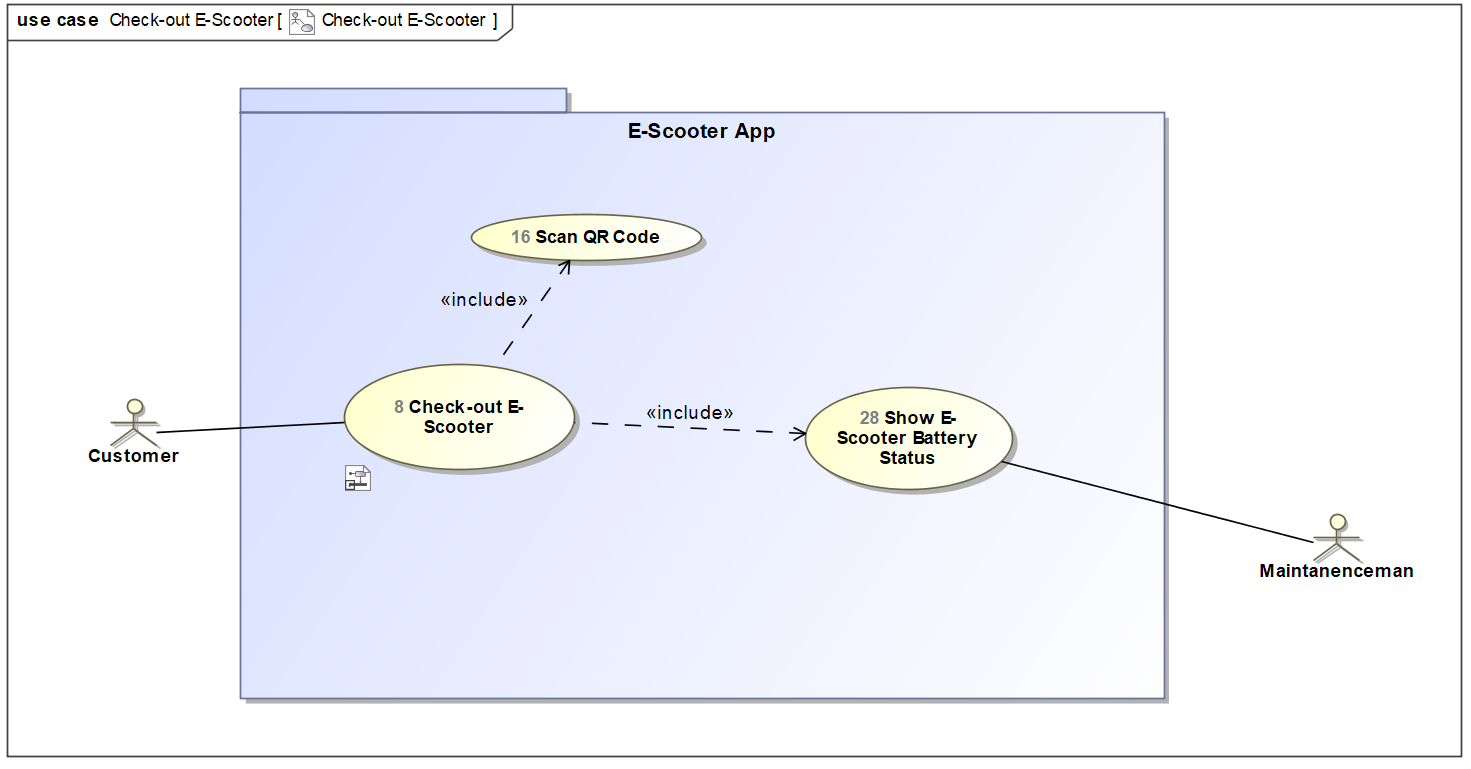 use case Check-out E-Scooter [ Check-out E-Scooter ]
E-Scooter App
16 Scan QR Code
«include»
8 Check-out E-
Scooter
«include»
28 Show E-
Scooter Battery
Status
Customer
Maintanenceman